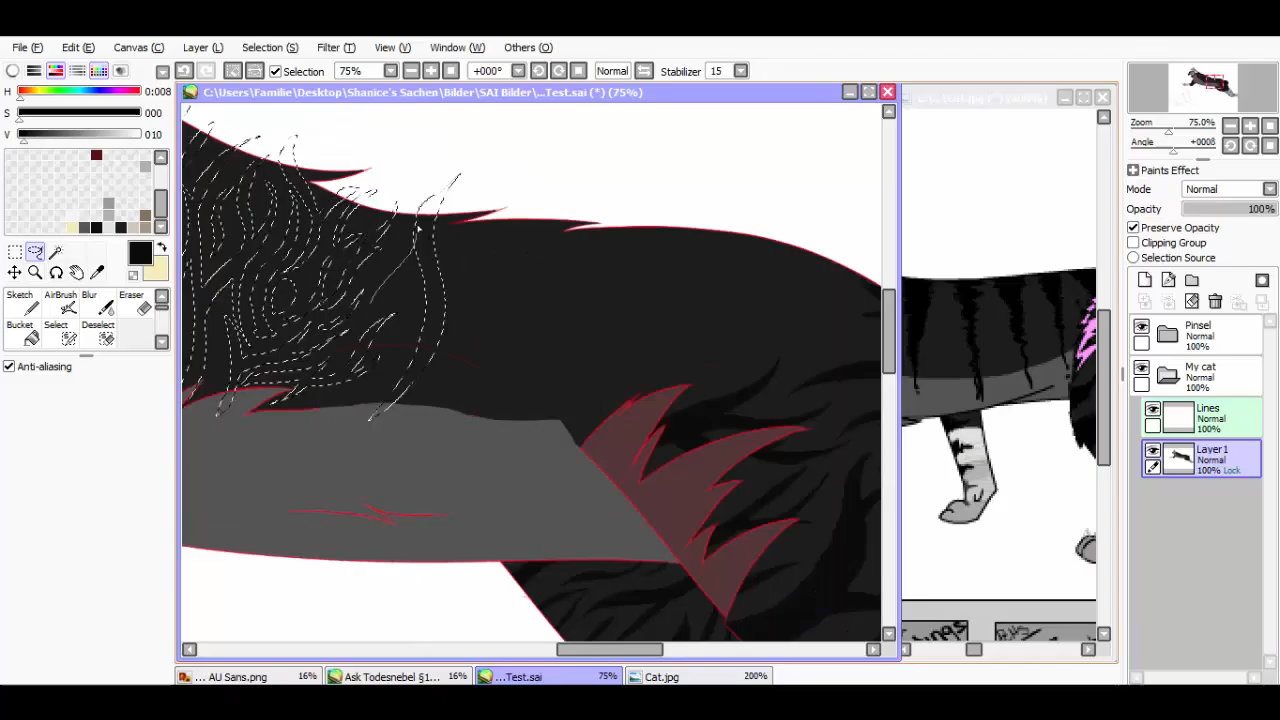 File (F) Edit (E) Canvas (C) Layer (L) Selection (S) Filter (T) View (V) Window (W) Others (O)
Selection 75% +000° Normal Stabilizer 15
H 0:008
S 000
V 010
C:\Users\Familie\Desktop\Shanice's Sachen\Bilder\SAI Bilder\...Test.sai (*) (75%)
Zoom 75.0%
Angle +000ß
Paints Effect
Mode Normal
Opacity 100%
Preserve Opacity
Clipping Group
Selection Source
Sketch AirBrush Blur Eraser
Bucket Select Deselect
Anti-aliasing
Pinsel
Normal
100%
My cat
Normal
100%
Lines
Normal
100%
Layer1
Normal
100% Lock
... AU Sans.png 16% Ask Todesnebel §1... 16% ...Test.sai 75% Cat.jpg 200%